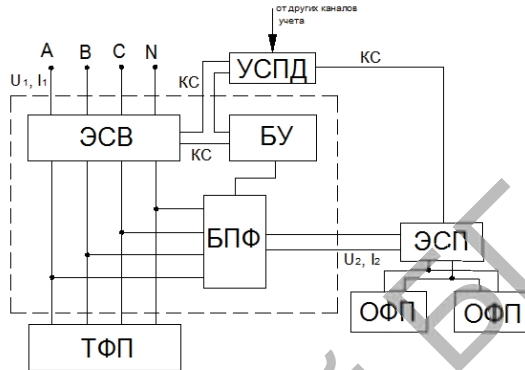 от других каналов
учета
A B C N
U1, I1
КС
УСПД
КС
ЭСВ
КС
БУ
БПФ
U2, I2
ЭСП
ТФП
ОФП
ОФП